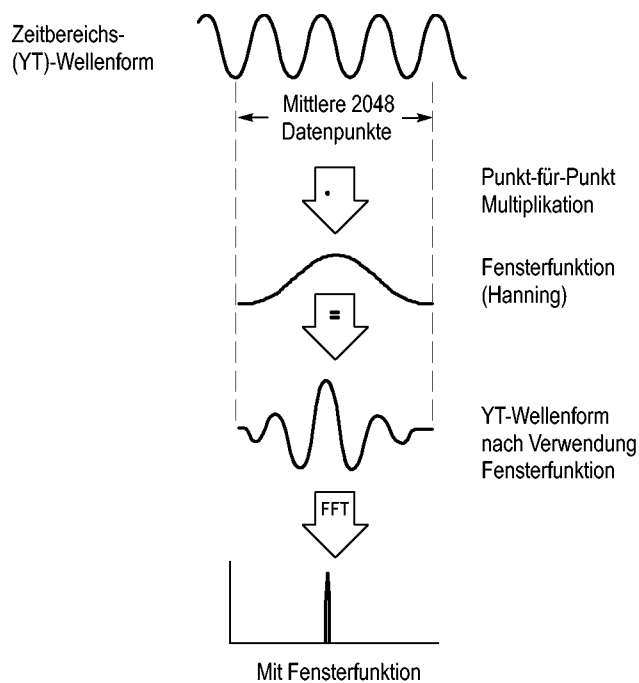 Zeitbereichs-
(YT)-Wellenform
Mittlere 2048
Datenpunkte
Punkt-für-Punkt
Multiplikation
Fensterfunktion
(Hanning)
=
YT-Wellenform
nach Verwendung
Fensterfunktion
FFT
Mit Fensterfunktion